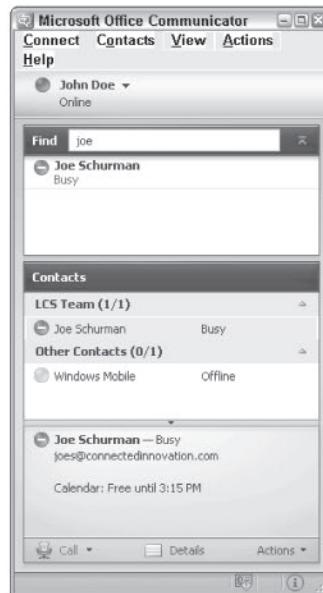 Microsoft Office Communicator
Connect Contacts View Actions
Help
John Doe
Online
Find joe
Joe Schurman
Busy
Contacts
LCS Team (1/1)
Joe Schurman Busy
Other Contacts (0/1)
Windows Mobile Offline
Joe Schurman — Busy
joes@connectedinnovation.com
Calendar: Free until 3:15 PM
Call Details Actions